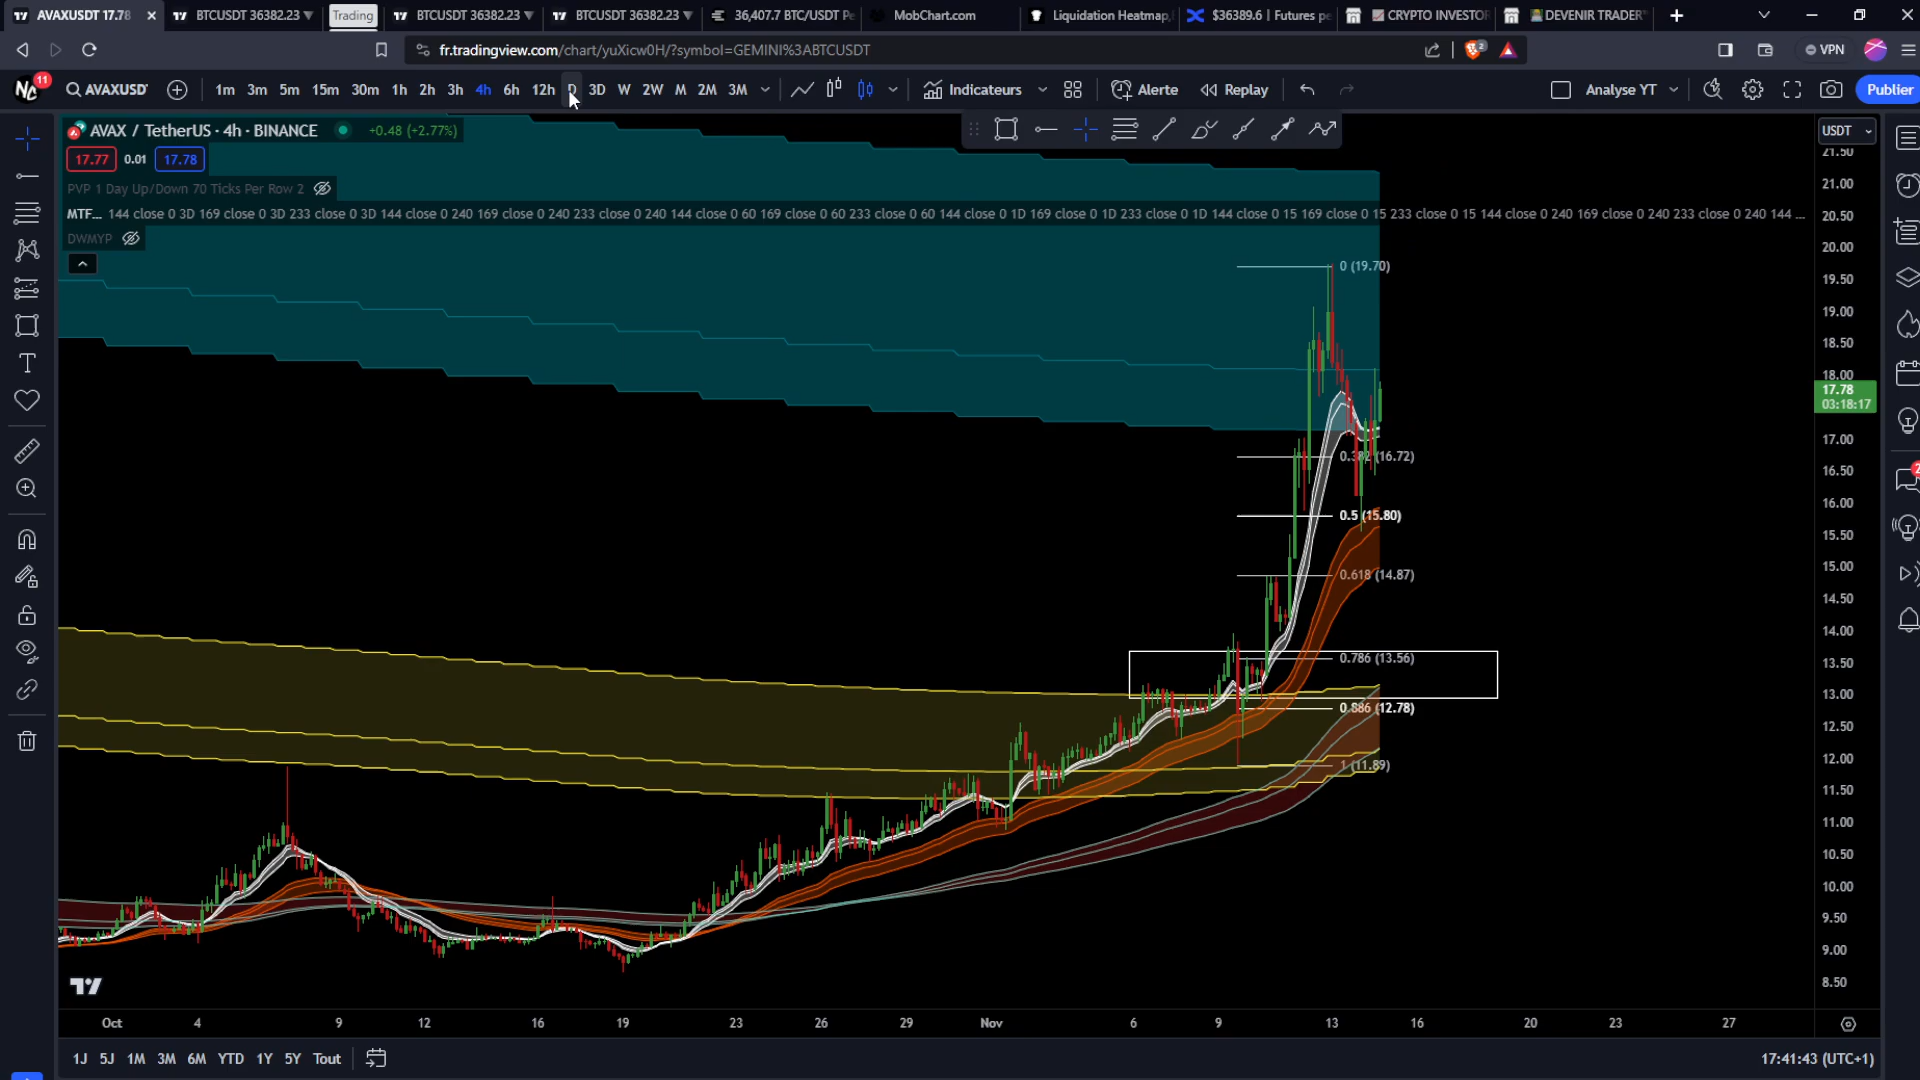 AVAXUSDT 17.78
BTCUSDT 36382.23 ▼
Trading
BTCUSDT 36382.23 ▼
BTCUSDT 36382.23 ▼
36,407.7 BTC/USDT Pe
MobChart.com
Liquidation Heatmap,
$36389.6 | Futures pe
CRYPTO INVESTOR
DEVENIR TRADER
fr.tradingview.com/chart/yuXicw0H/?symbol=GEMINI%3ABTCUSDT
2
VPN
11
AVAXUSDT
1m 3m 5m 15m 30m 1h 2h 3h 4h 6h 12h D 3D W 2W M 2M 3M
Indicateurs
Alerte
Replay
Analyse YT
Publier
AVAX / TetherUS · 4h · BINANCE
+0.48 (+2.77%)
17.77 0.01 17.78
PVP 1 Day Up/Down 70 Ticks Per Row 2
MTF... 144 close 0 3D 169 close 0 3D 233 close 0 3D 144 close 0 240 169 close 0 240 233 close 0 240 144 close 0 60 169 close 0 60 233 close 0 60 144 close 0 1D 169 close 0 1D 233 close 0 1D 144 close 0 15 169 close 0 15 233 close 0 15 144 close 0 240 169 close 0 240 233 close 0 240 144 ...
DWMYP
USDT
21.50
21.00
20.50
20.00
19.50
19.00
18.50
18.00
17.78
03:18:17
17.00
16.50
16.00
15.50
15.00
14.50
14.00
13.50
13.00
12.50
12.00
11.50
11.00
10.50
10.00
9.50
9.00
8.50
0 (19.70)
0.382 (16.72)
0.5 (15.80)
0.618 (14.87)
0.786 (13.56)
0.886 (12.78)
1 (11.89)
Oct 4 9 12 16 19 23 26 29 Nov 6 9 13 16 20 23 27
1J 5J 1M 3M 6M YTD 1Y 5Y Tout
17:41:43 (UTC+1)